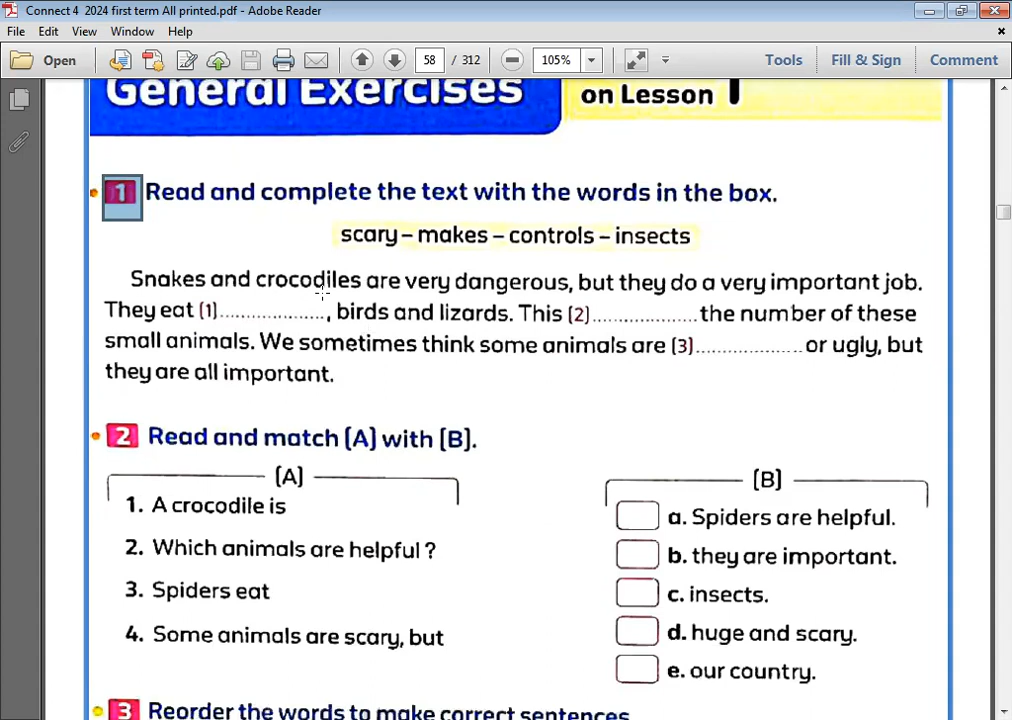 Connect 4 2024 first term All printed.pdf - Adobe Reader
File Edit View Window Help
Open 58 / 312 105% Tools Fill & Sign Comment
General Exercises on Lesson 1
1 Read and complete the text with the words in the box.
scary – makes – controls – insects
Snakes and crocodiles are very dangerous, but they do a very important job.
They eat (1)...................., birds and lizards. This (2)................... the number of these
small animals. We sometimes think some animals are (3)................... or ugly, but
they are all important.
2 Read and match (A) with (B).
(A)
1. A crocodile is
2. Which animals are helpful ?
3. Spiders eat
4. Some animals are scary, but
(B)
a. Spiders are helpful.
b. they are important.
c. insects.
d. huge and scary.
e. our country.
3 Reorder the words to make correct sentences.